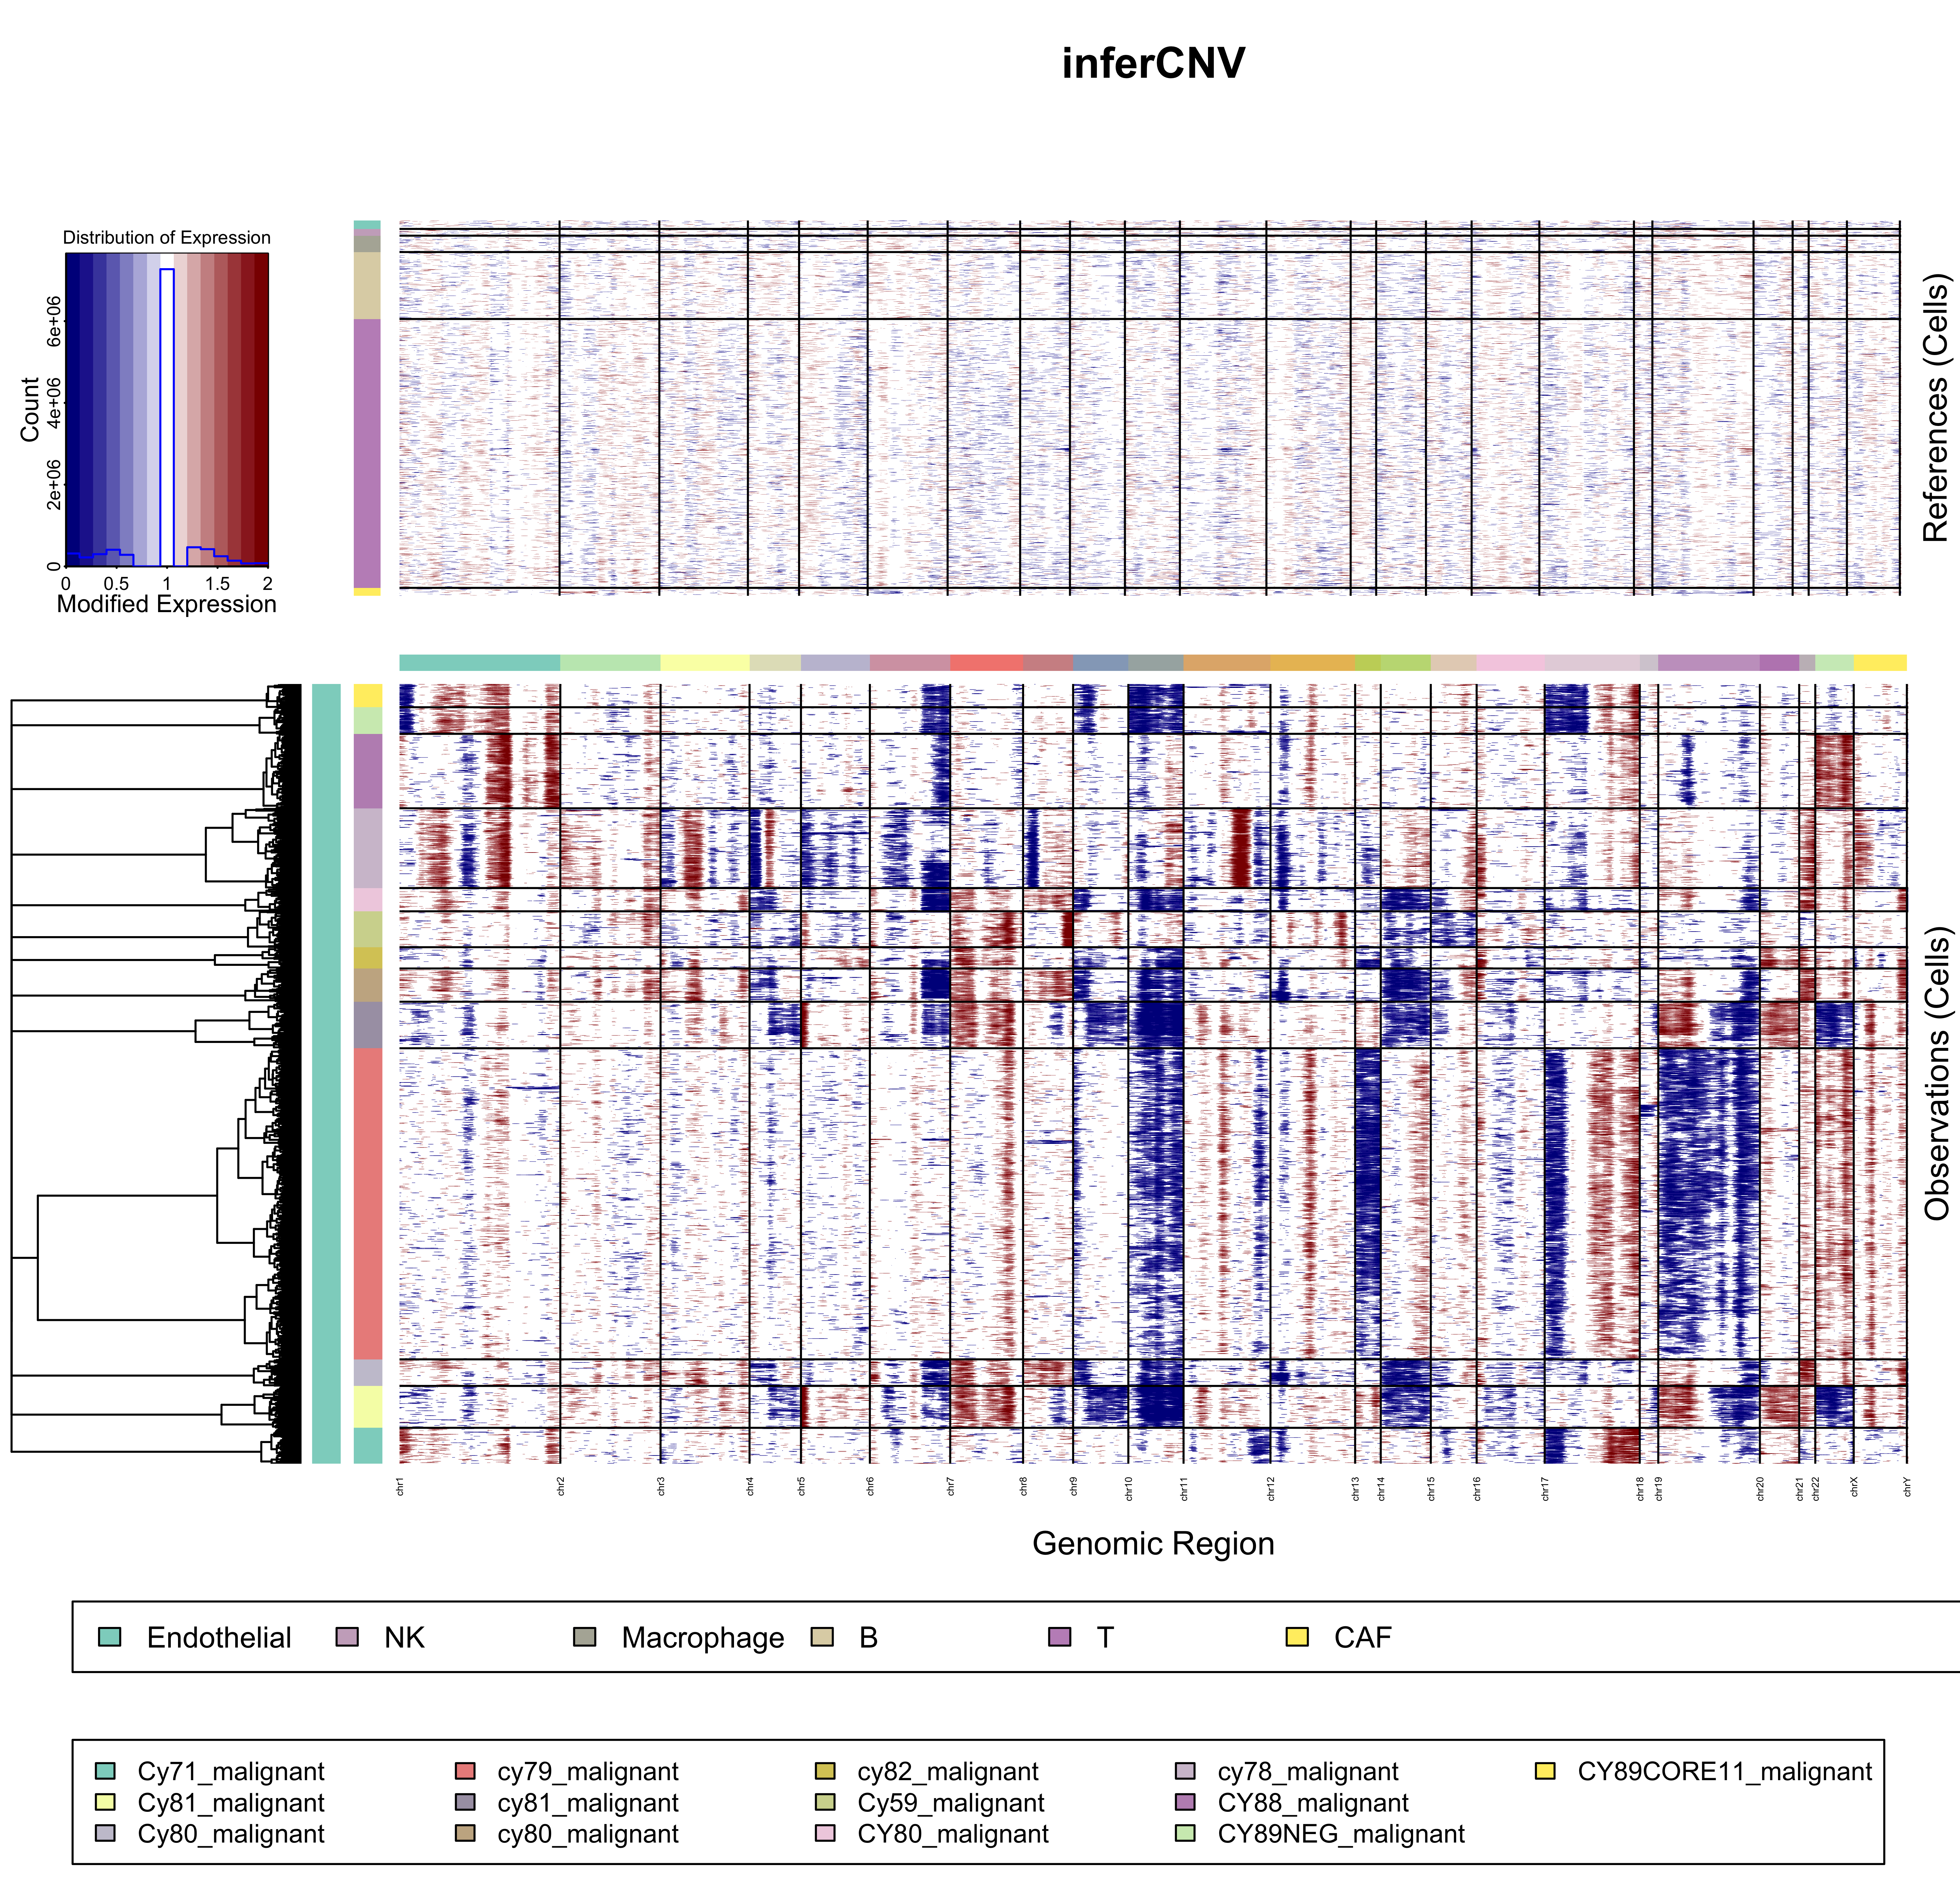 inferCNV
Distribution of Expression
Count
0 2e+06 4e+06 6e+06
0 0.5 1 1.5 2
Modified Expression
References (Cells)
Observations (Cells)
chr1 chr2 chr3 chr4 chr5 chr6 chr7 chr8 chr9 chr10 chr11 chr12 chr13 chr14 chr15 chr16 chr17 chr18 chr19 chr20 chr21 chr22 chrX chrY
Genomic Region
Endothelial NK Macrophage B T CAF
Cy71_malignant cy79_malignant cy82_malignant cy78_malignant CY89CORE11_malignant
Cy81_malignant cy81_malignant Cy59_malignant CY88_malignant
Cy80_malignant cy80_malignant CY80_malignant CY89NEG_malignant